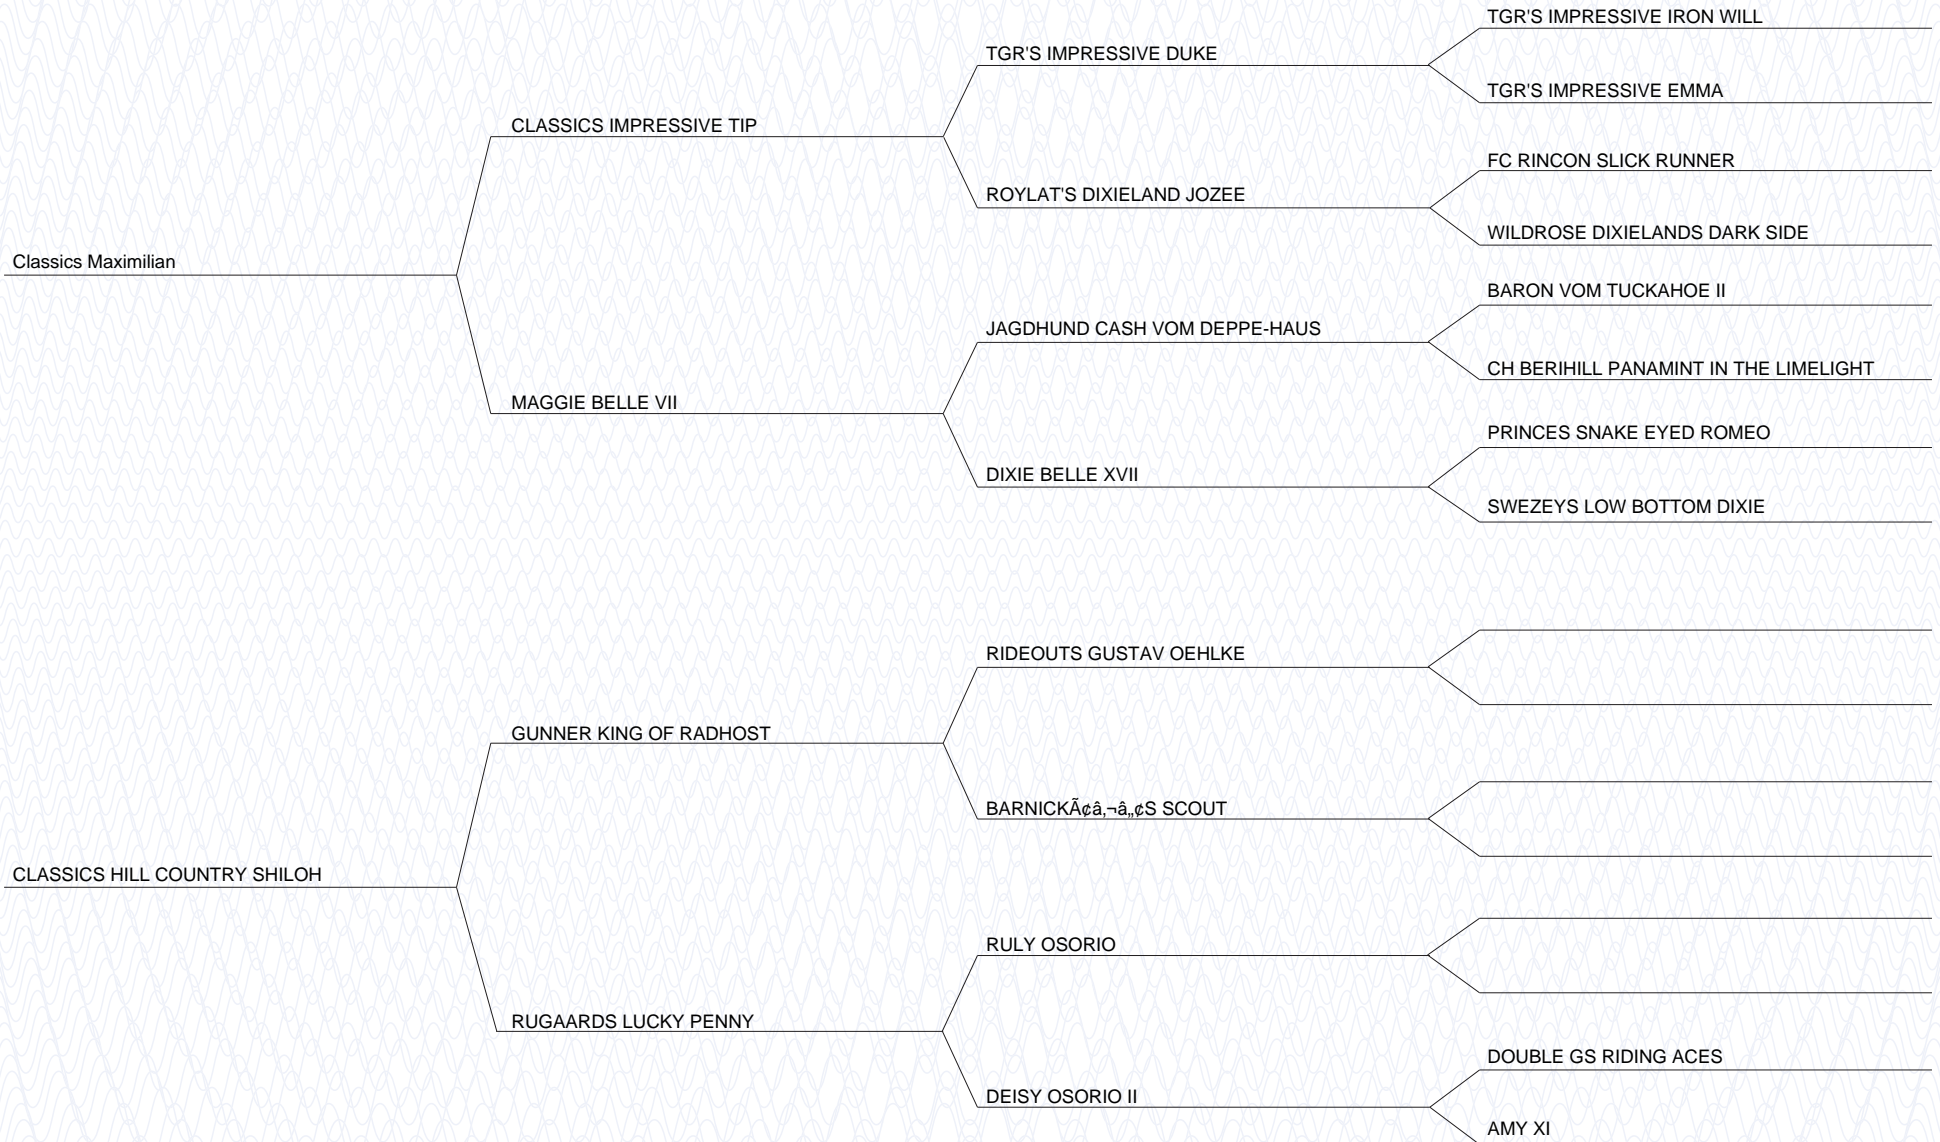 TGR'S IMPRESSIVE IRON WILL
TGR'S IMPRESSIVE DUKE
TGR'S IMPRESSIVE EMMA
CLASSICS IMPRESSIVE TIP
FC RINCON SLICK RUNNER
ROYLAT'S DIXIELAND JOZEE
WILDROSE DIXIELANDS DARK SIDE
Classics Maximilian
BARON VOM TUCKAHOE II
JAGDHUND CASH VOM DEPPE-HAUS
CH BERIHILL PANAMINT IN THE LIMELIGHT
MAGGIE BELLE VII
PRINCES SNAKE EYED ROMEO
DIXIE BELLE XVII
SWEZEYS LOW BOTTOM DIXIE
RIDEOUTS GUSTAV OEHLKE
GUNNER KING OF RADHOST
BARNICKÃ¢â‚¬â„¢S SCOUT
CLASSICS HILL COUNTRY SHILOH
RULY OSORIO
RUGAARDS LUCKY PENNY
DOUBLE GS RIDING ACES
DEISY OSORIO II
AMY XI